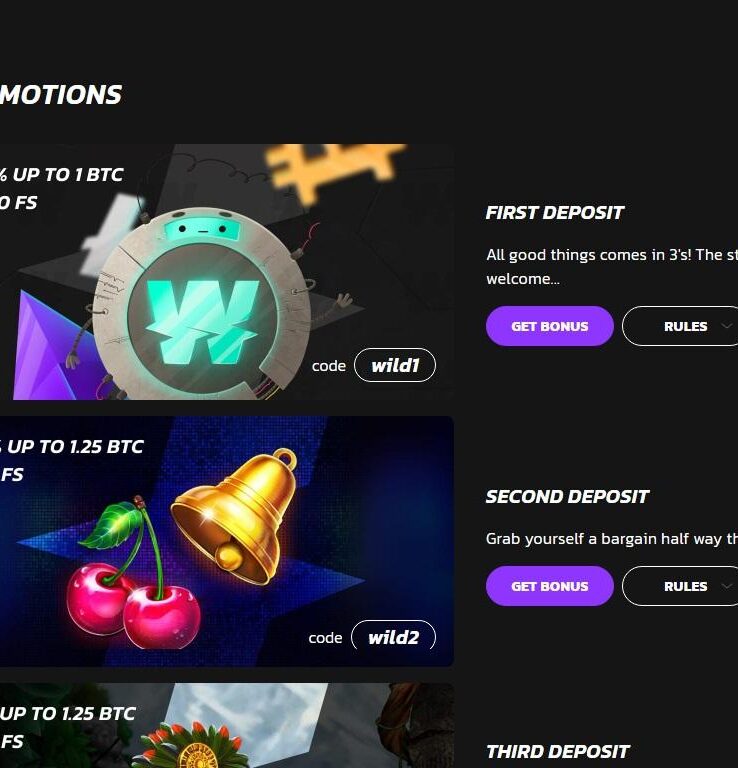 MOTIONS
% UP TO 1 BTC
0 FS
code wild1
FIRST DEPOSIT
All good things comes in 3's! The st
welcome...
GET BONUS RULES
UP TO 1.25 BTC
FS
code wild2
SECOND DEPOSIT
Grab yourself a bargain half way th
GET BONUS RULES
UP TO 1.25 BTC
FS
THIRD DEPOSIT